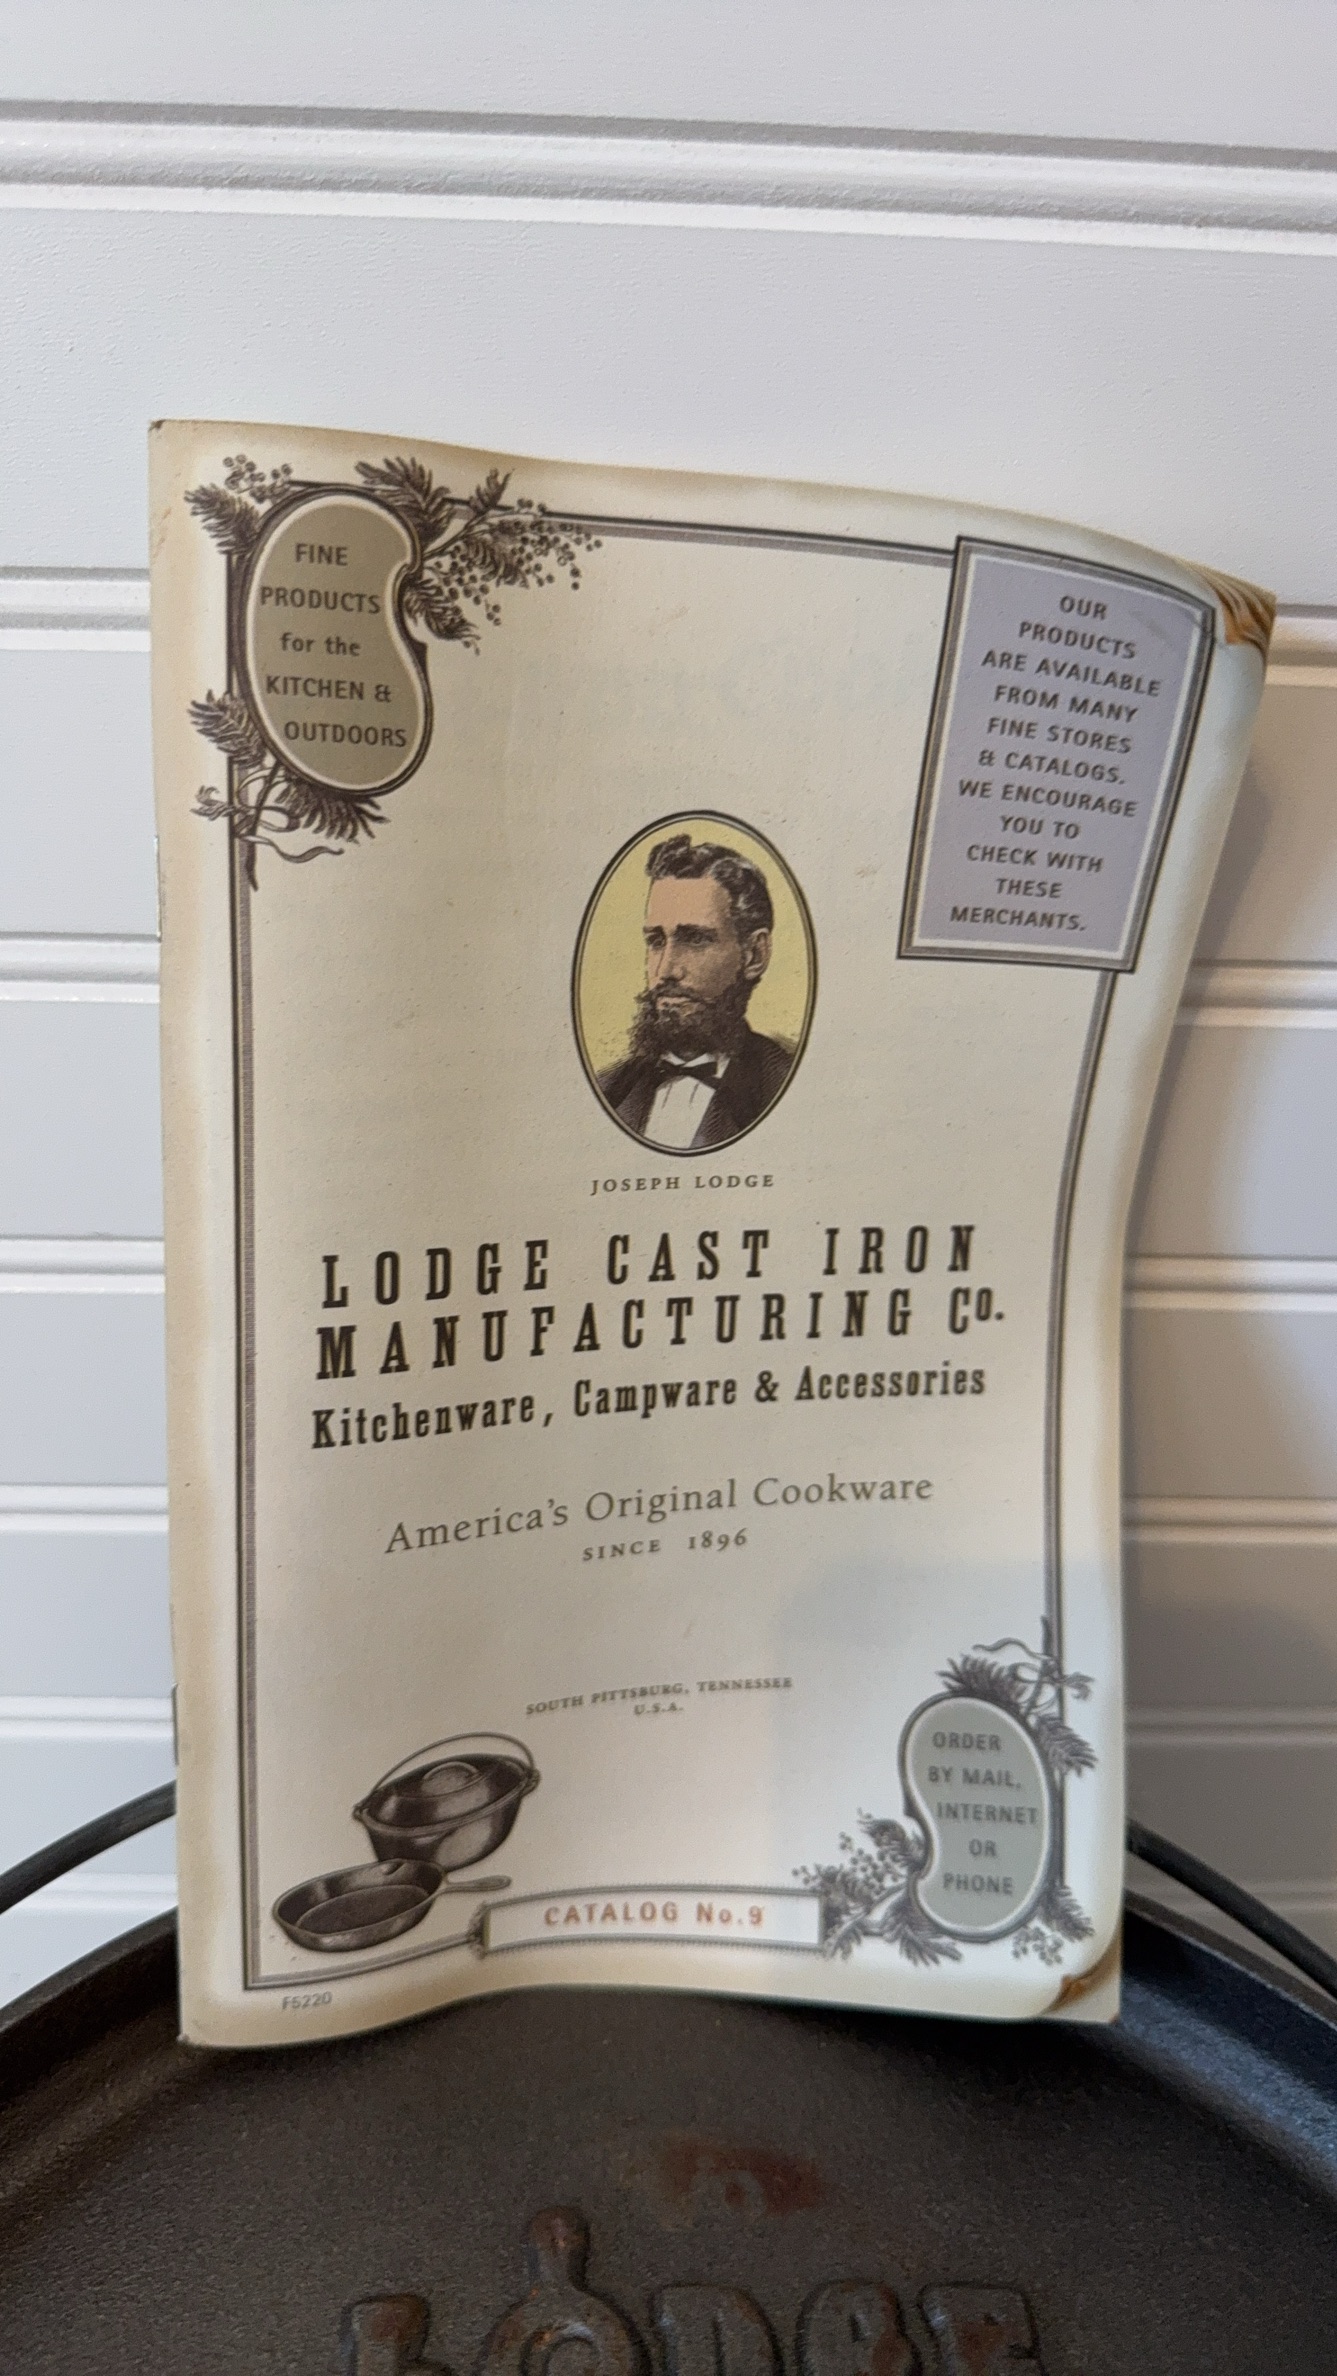 FINE
PRODUCTS
for the
KITCHEN &
OUTDOORS
OUR
PRODUCTS
ARE AVAILABLE
FROM MANY
FINE STORES
& CATALOGS.
WE ENCOURAGE
YOU TO
CHECK WITH
THESE
MERCHANTS.
JOSEPH LODGE
LODGE CAST IRON
MANUFACTURING Co.
Kitchenware, Campware & Accessories
America's Original Cookware
SINCE 1896
SOUTH PITTSBURG, TENNESSEE
U.S.A.
ORDER
BY MAIL,
INTERNET
OR
PHONE
CATALOG No.9
F5220
LODGE